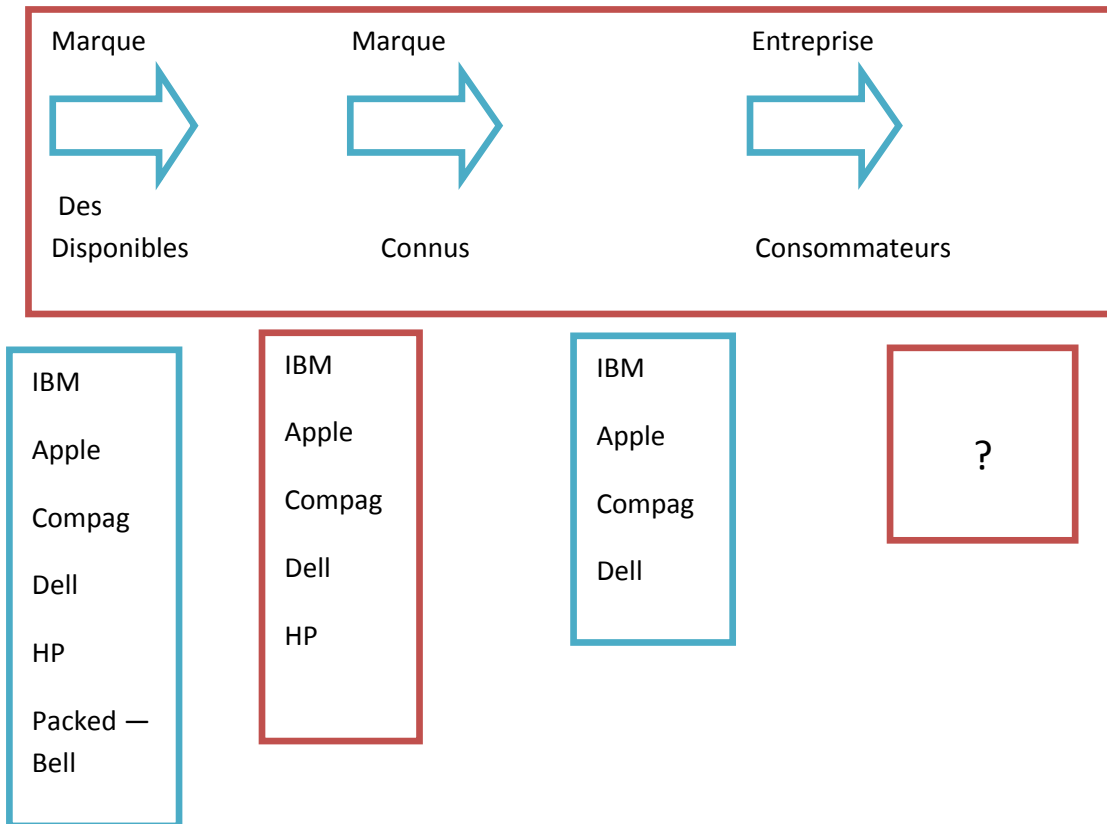 Marque
Marque
Entreprise
Des
Disponibles
Connus
Consommateurs
IBM
Apple
Compag
Dell
HP
Packed —
Bell
IBM
Apple
Compag
Dell
HP
IBM
Apple
Compag
Dell
?